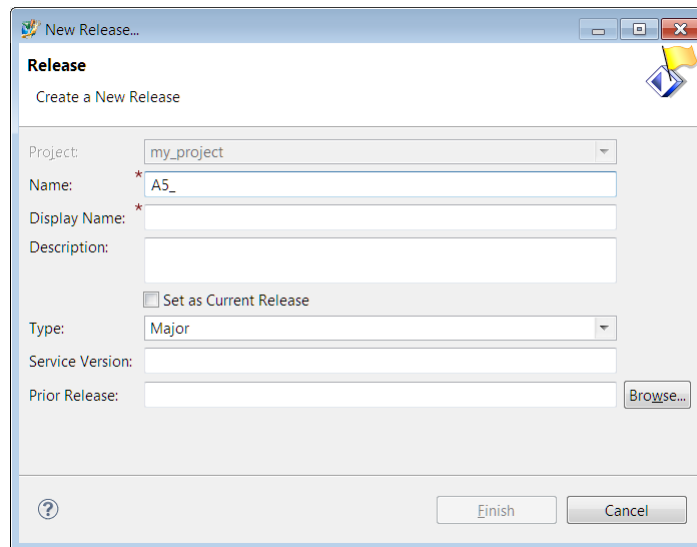 New Release...
Release
Create a New Release
Project: my_project
Name: * A5_
Display Name: *
Description:
Set as Current Release
Type: Major
Service Version:
Prior Release: Browse...
? Finish Cancel